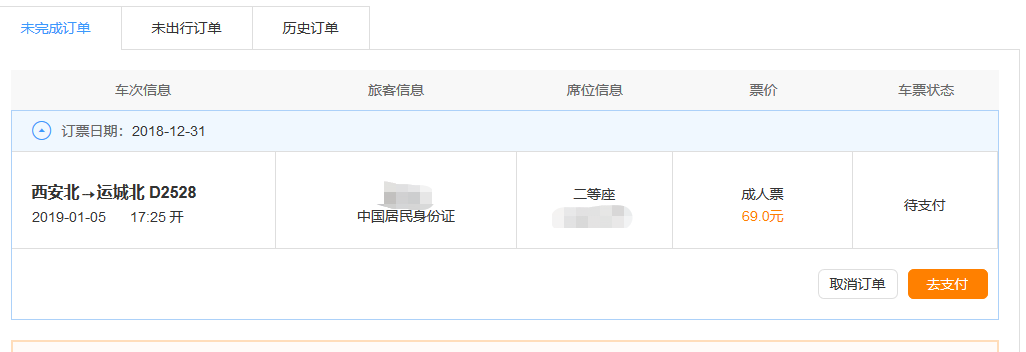 未完成订单
未出行订单
历史订单
车次信息
旅客信息
席位信息
票价
车票状态
订票日期：2018-12-31
西安北→运城北 D2528
2019-01-05 17:25 开
中国居民身份证
二等座
成人票
69.0元
待支付
取消订单
去支付